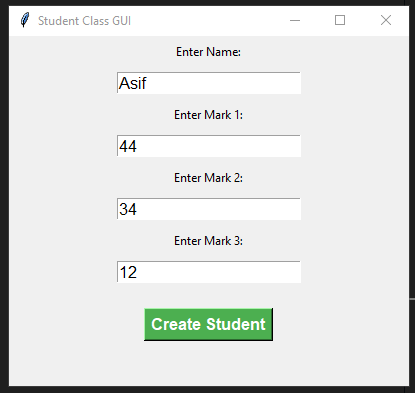 Student Class GUI
Enter Name:
Asif
Enter Mark 1:
44
Enter Mark 2:
34
Enter Mark 3:
12
Create Student